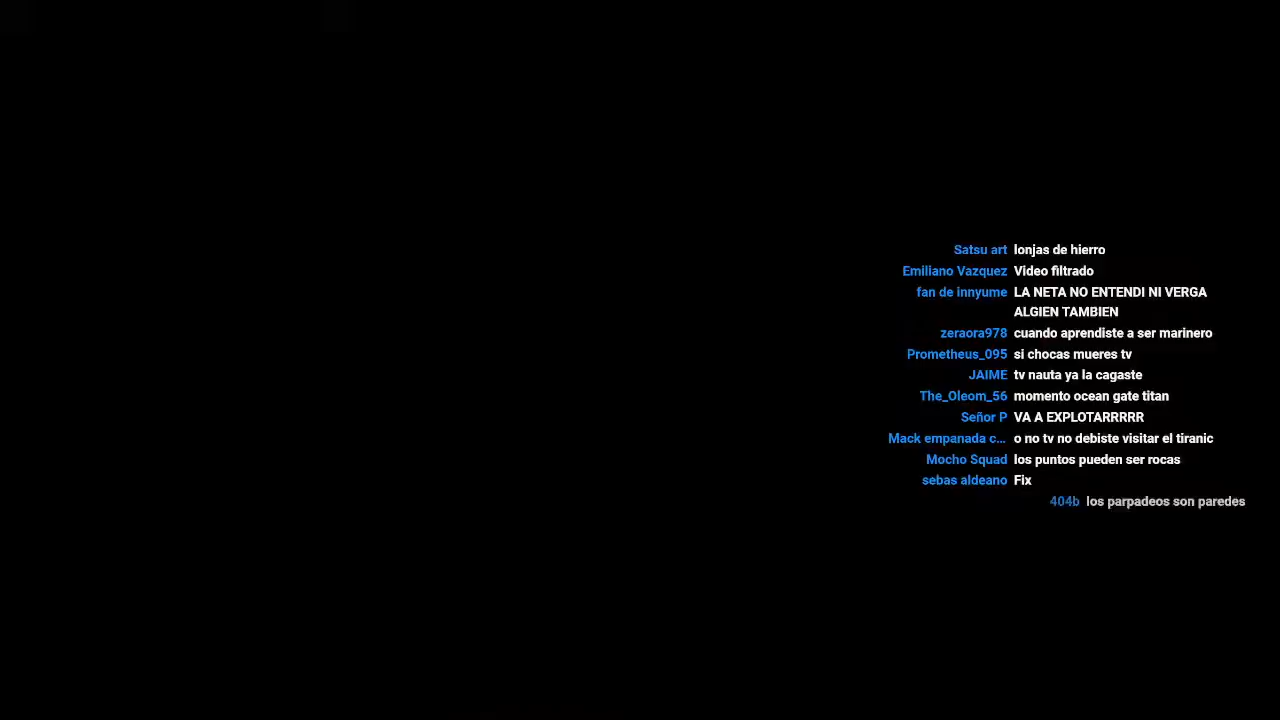 Satsu art lonjas de hierro
Emiliano Vazquez Video filtrado
fan de innyume LA NETA NO ENTENDI NI VERGA
ALGIEN TAMBIEN
zeraora978 cuando aprendiste a ser marinero
Prometheus_095 si chocas mueres tv
JAIME tv nauta ya la cagaste
The_Oleom_56 momento ocean gate titan
Señor P VA A EXPLOTARRRRR
Mack empanada c... o no tv no debiste visitar el tiranic
Mocho Squad los puntos pueden ser rocas
sebas aldeano Fix
404b los parpadeos son paredes